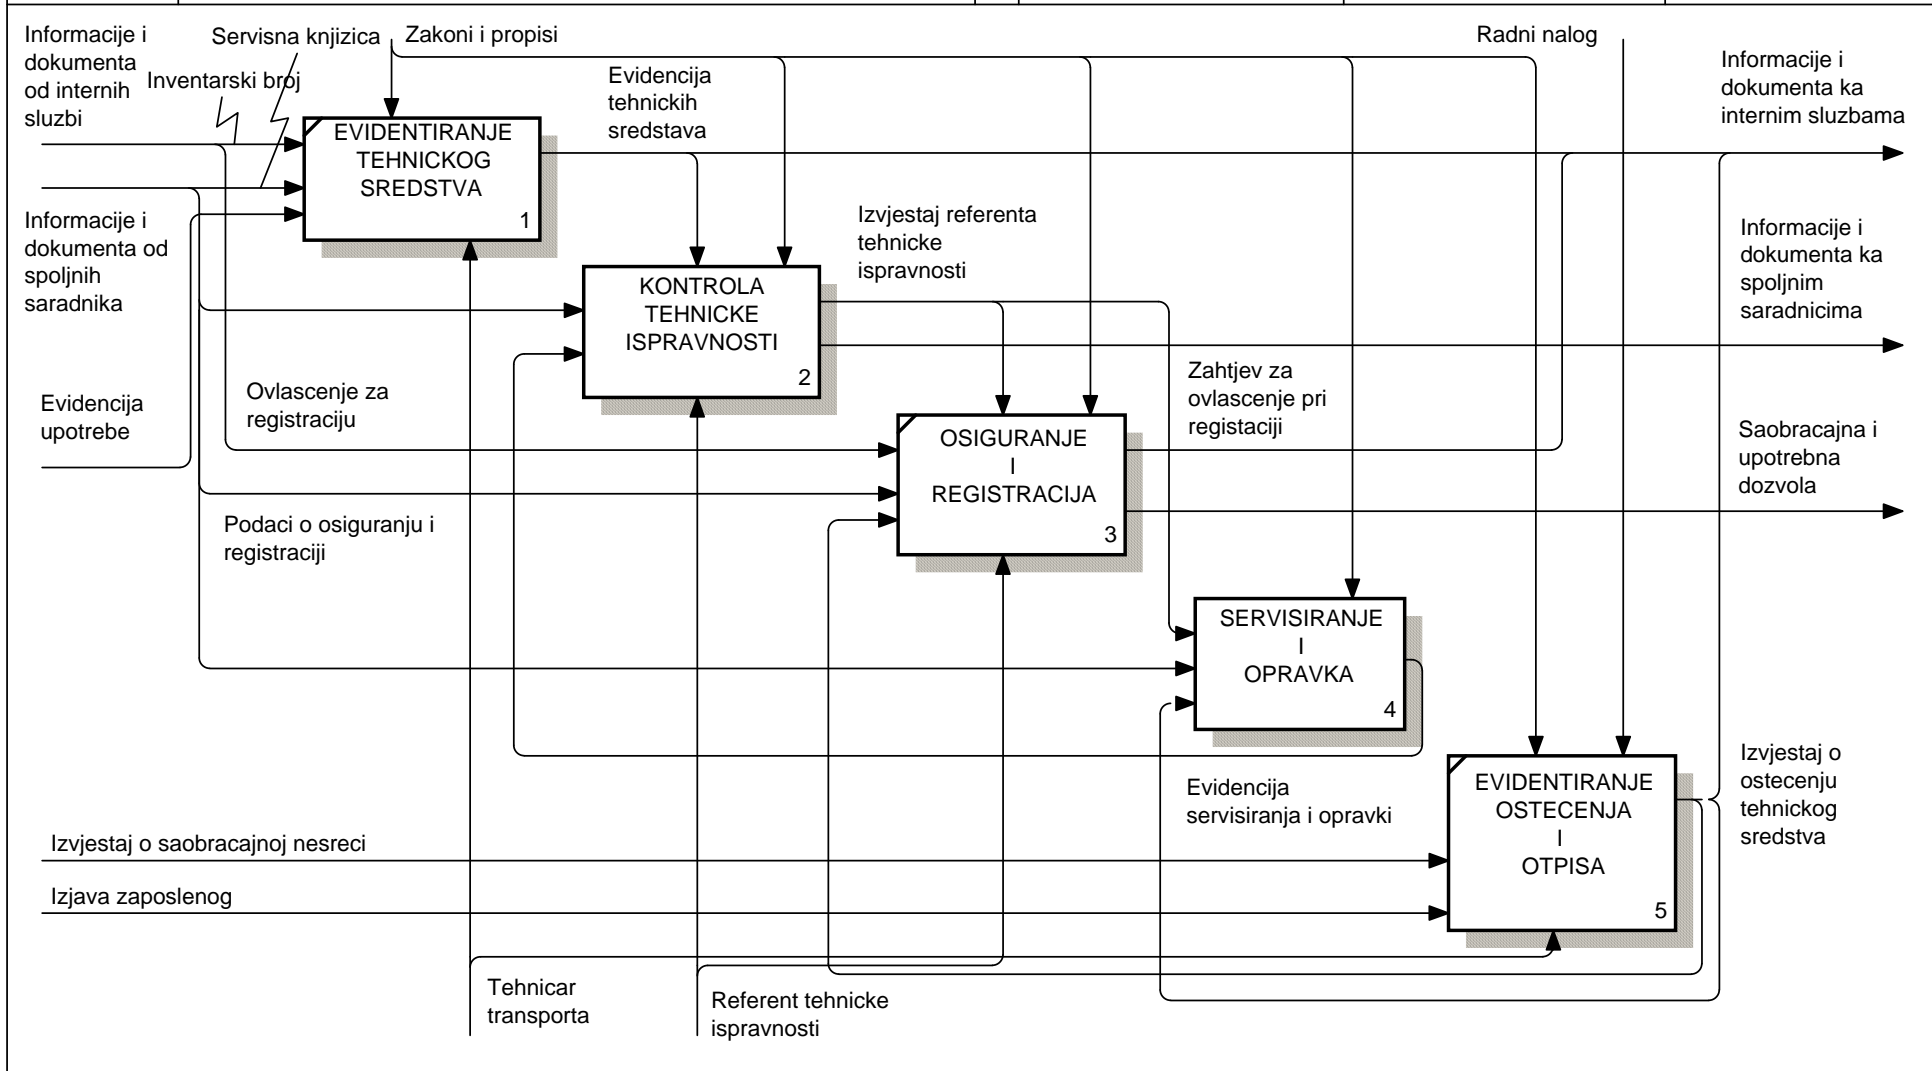 Informacije i
dokumenta
od internih
sluzbi
Servisna knjizica
Inventarski broj
Zakoni i propisi
Radni nalog
Evidencija
tehnickih
sredstava
Informacije i
dokumenta ka
internim sluzbama
EVIDENTIRANJE
TEHNICKOG
SREDSTVA
1
Informacije i
dokumenta od
spoljnih
saradnika
Izvjestaj referenta
tehnicke
ispravnosti
Informacije i
dokumenta ka
spoljnim
saradnicima
KONTROLA
TEHNICKE
ISPRAVNOSTI
2
Evidencija
upotrebe
Ovlascenje za
registraciju
Zahtjev za
ovlascenje pri
registaciji
Saobracajna i
upotrebna
dozvola
OSIGURANJE
I
REGISTRACIJA
3
Podaci o osiguranju i
registraciji
SERVISIRANJE
I
OPRAVKA
4
Evidencija
servisiranja i opravki
Izvjestaj o
ostecenju
tehnickog
sredstva
EVIDENTIRANJE
OSTECENJA
I
OTPISA
5
Izvjestaj o saobracajnoj nesreci
Izjava zaposlenog
Tehnicar
transporta
Referent tehnicke
ispravnosti